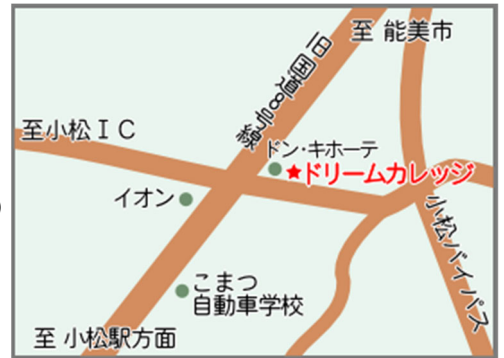 至 能美市
旧国道8号線
至小松IC
ドン・キホーテ
★ドリームカレッジ
イオン
小松バイパス
こまつ
自動車学校
至 小松駅方面